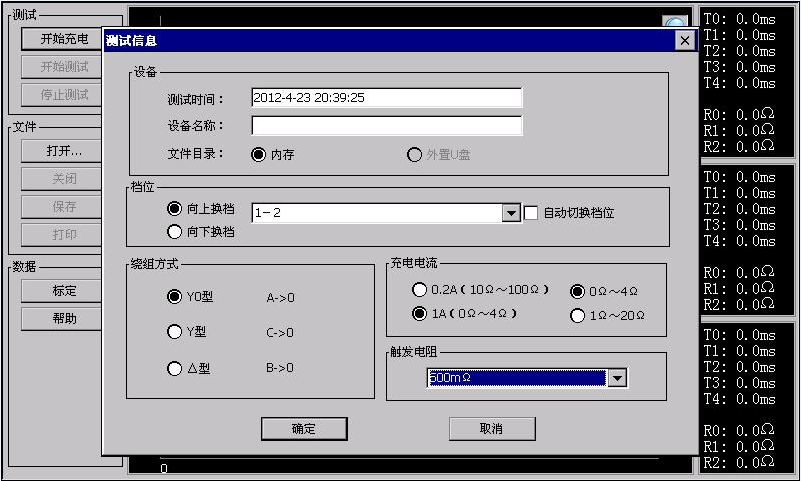 测试
开始充电
开始测试
停止测试
文件
打开...
关闭
保存
打印
数据
标定
帮助
测试信息
设备
测试时间：
2012-4-23 20:39:25
设备名称：
文件目录：
内存
外置U盘
档位
向上换档
1－2
自动切换档位
向下换档
绕组方式
Y0型 A->0
Y型 C->0
△型 B->0
充电电流
0.2A（10Ω～100Ω） 0Ω～4Ω
1A（0Ω～4Ω） 1Ω～20Ω
触发电阻
500mΩ
确定
取消
0
T0: 0.0ms
T1: 0.0ms
T2: 0.0ms
T3: 0.0ms
T4: 0.0ms
R0: 0.0Ω
R1: 0.0Ω
R2: 0.0Ω
T0: 0.0ms
T1: 0.0ms
T2: 0.0ms
T3: 0.0ms
T4: 0.0ms
R0: 0.0Ω
R1: 0.0Ω
R2: 0.0Ω
T0: 0.0ms
T1: 0.0ms
T2: 0.0ms
T3: 0.0ms
T4: 0.0ms
R0: 0.0Ω
R1: 0.0Ω
R2: 0.0Ω